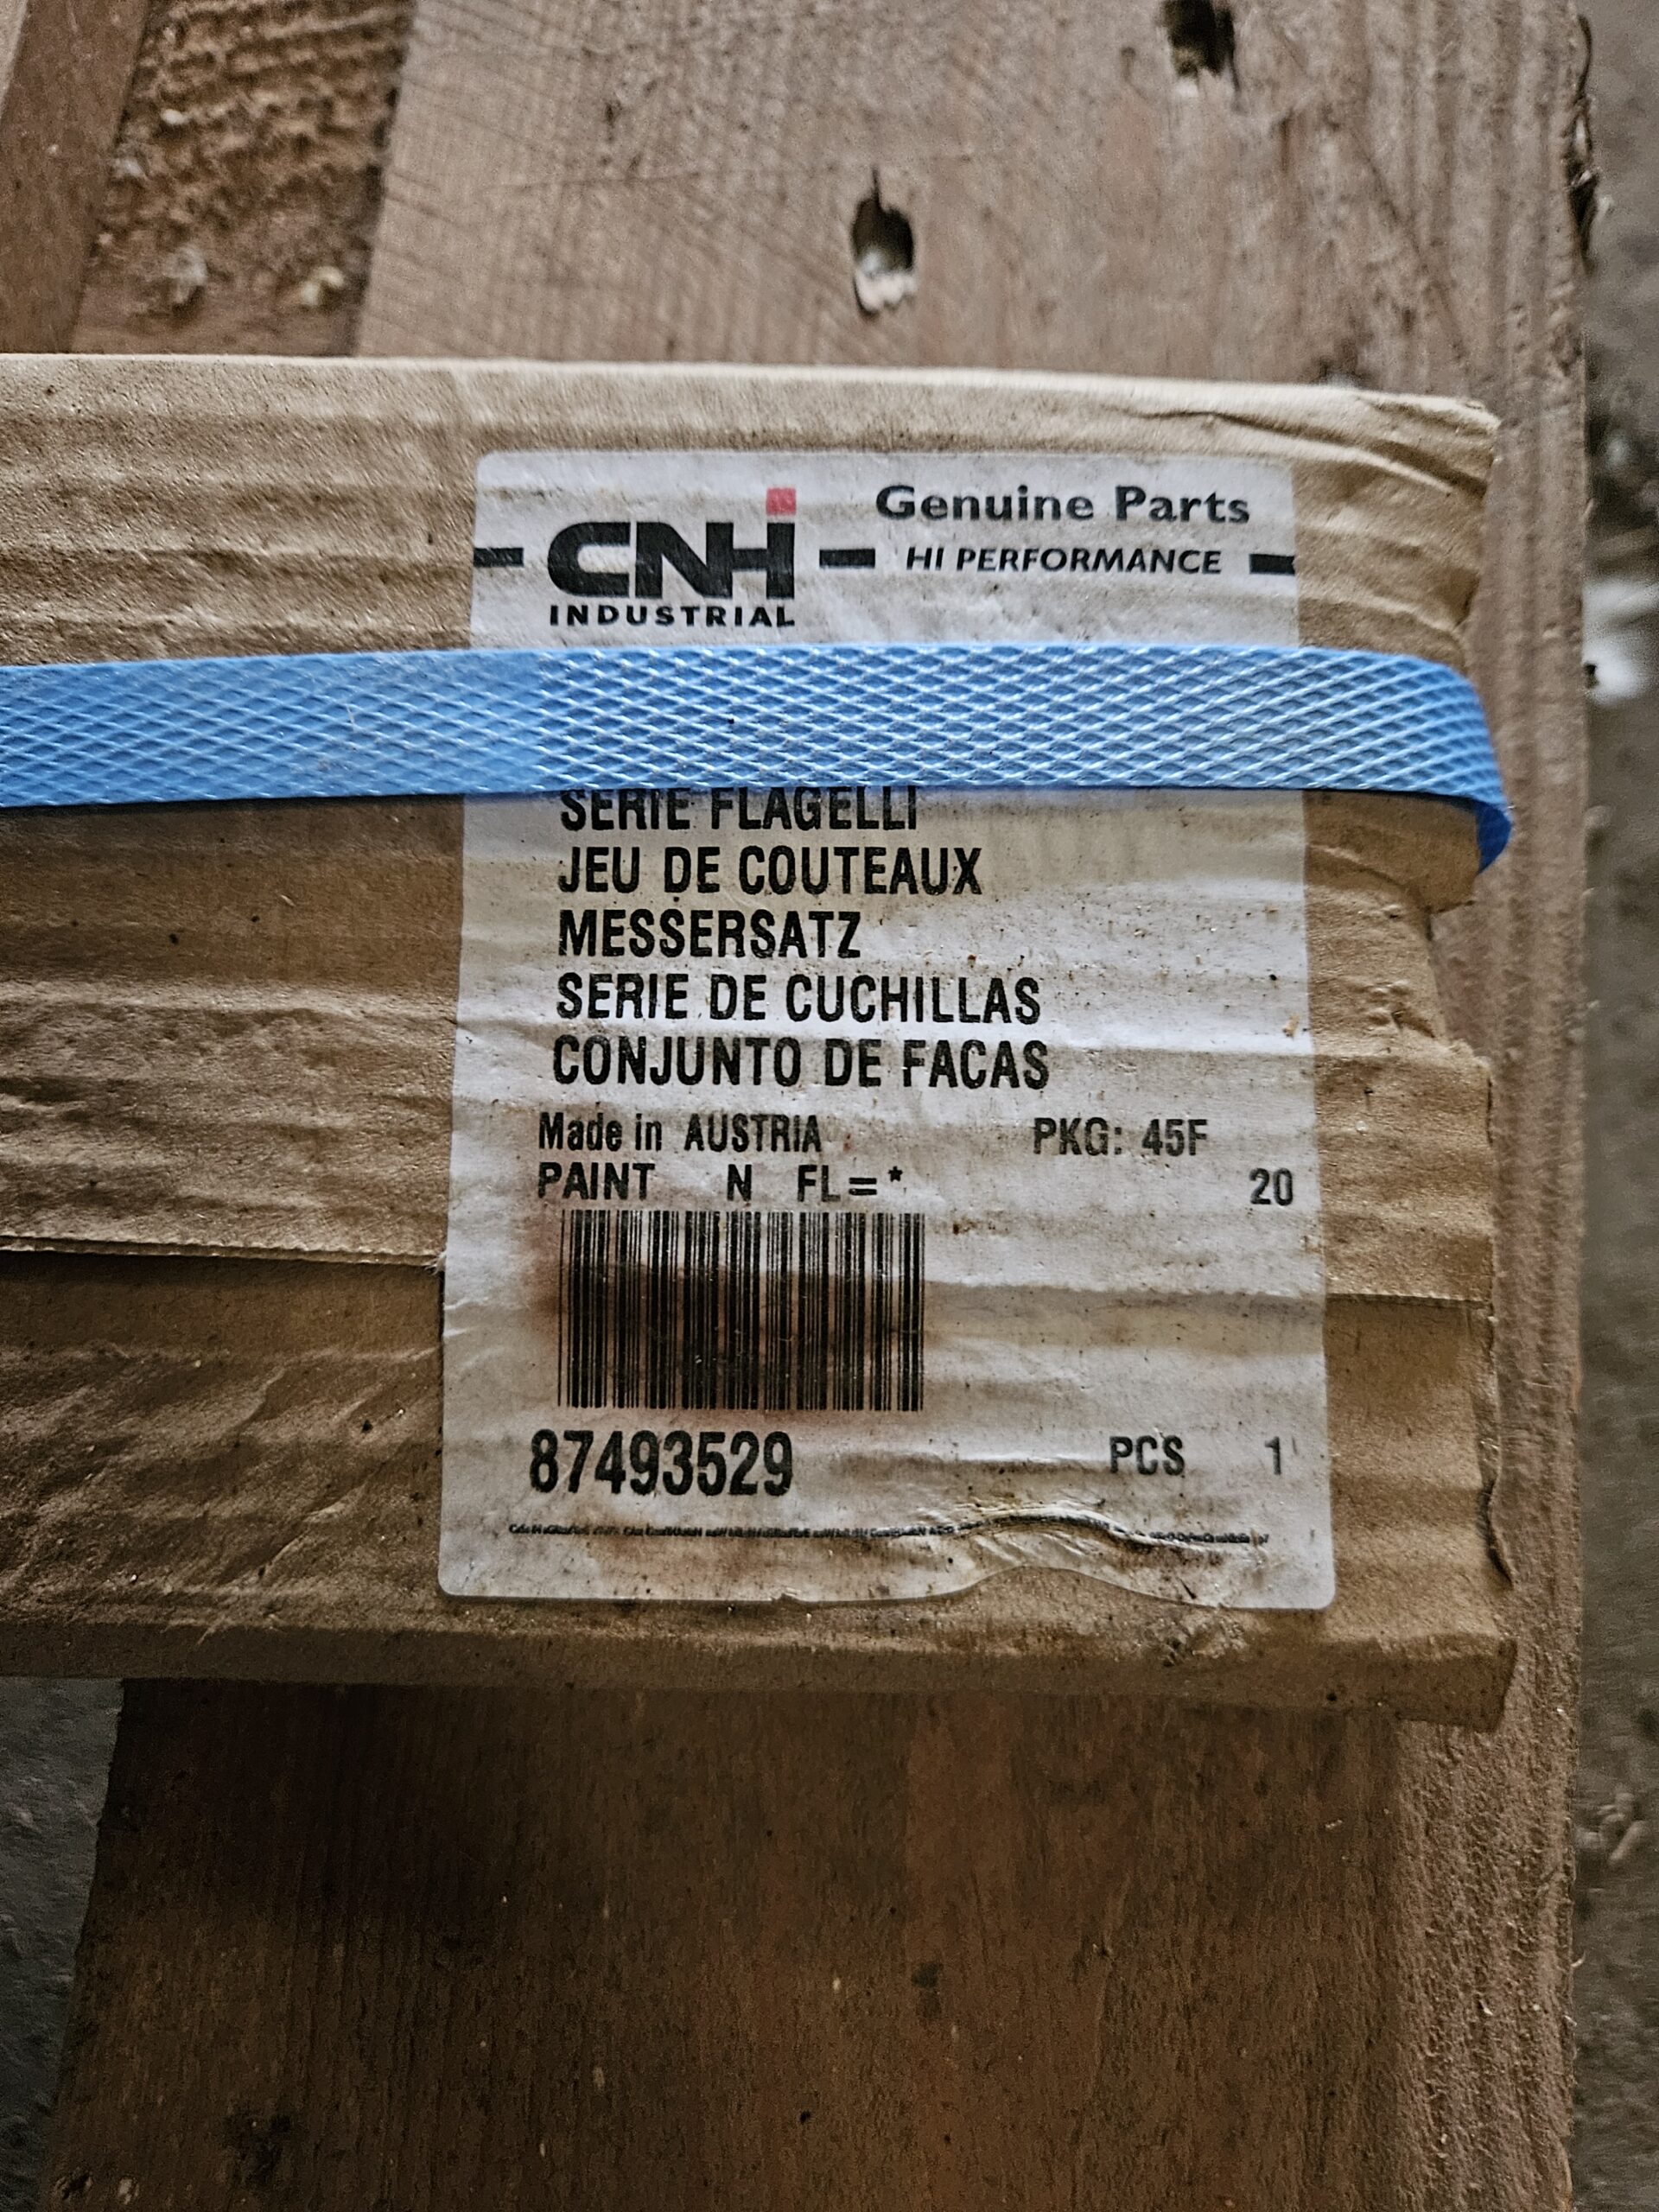 CNH
INDUSTRIAL
Genuine Parts
HI PERFORMANCE
SERIE FLAGELLI
JEU DE COUTEAUX
MESSERSATZ
SERIE DE CUCHILLAS
CONJUNTO DE FACAS
Made in AUSTRIA PKG: 45F
PAINT N FL=* 20
87493529 PCS 1